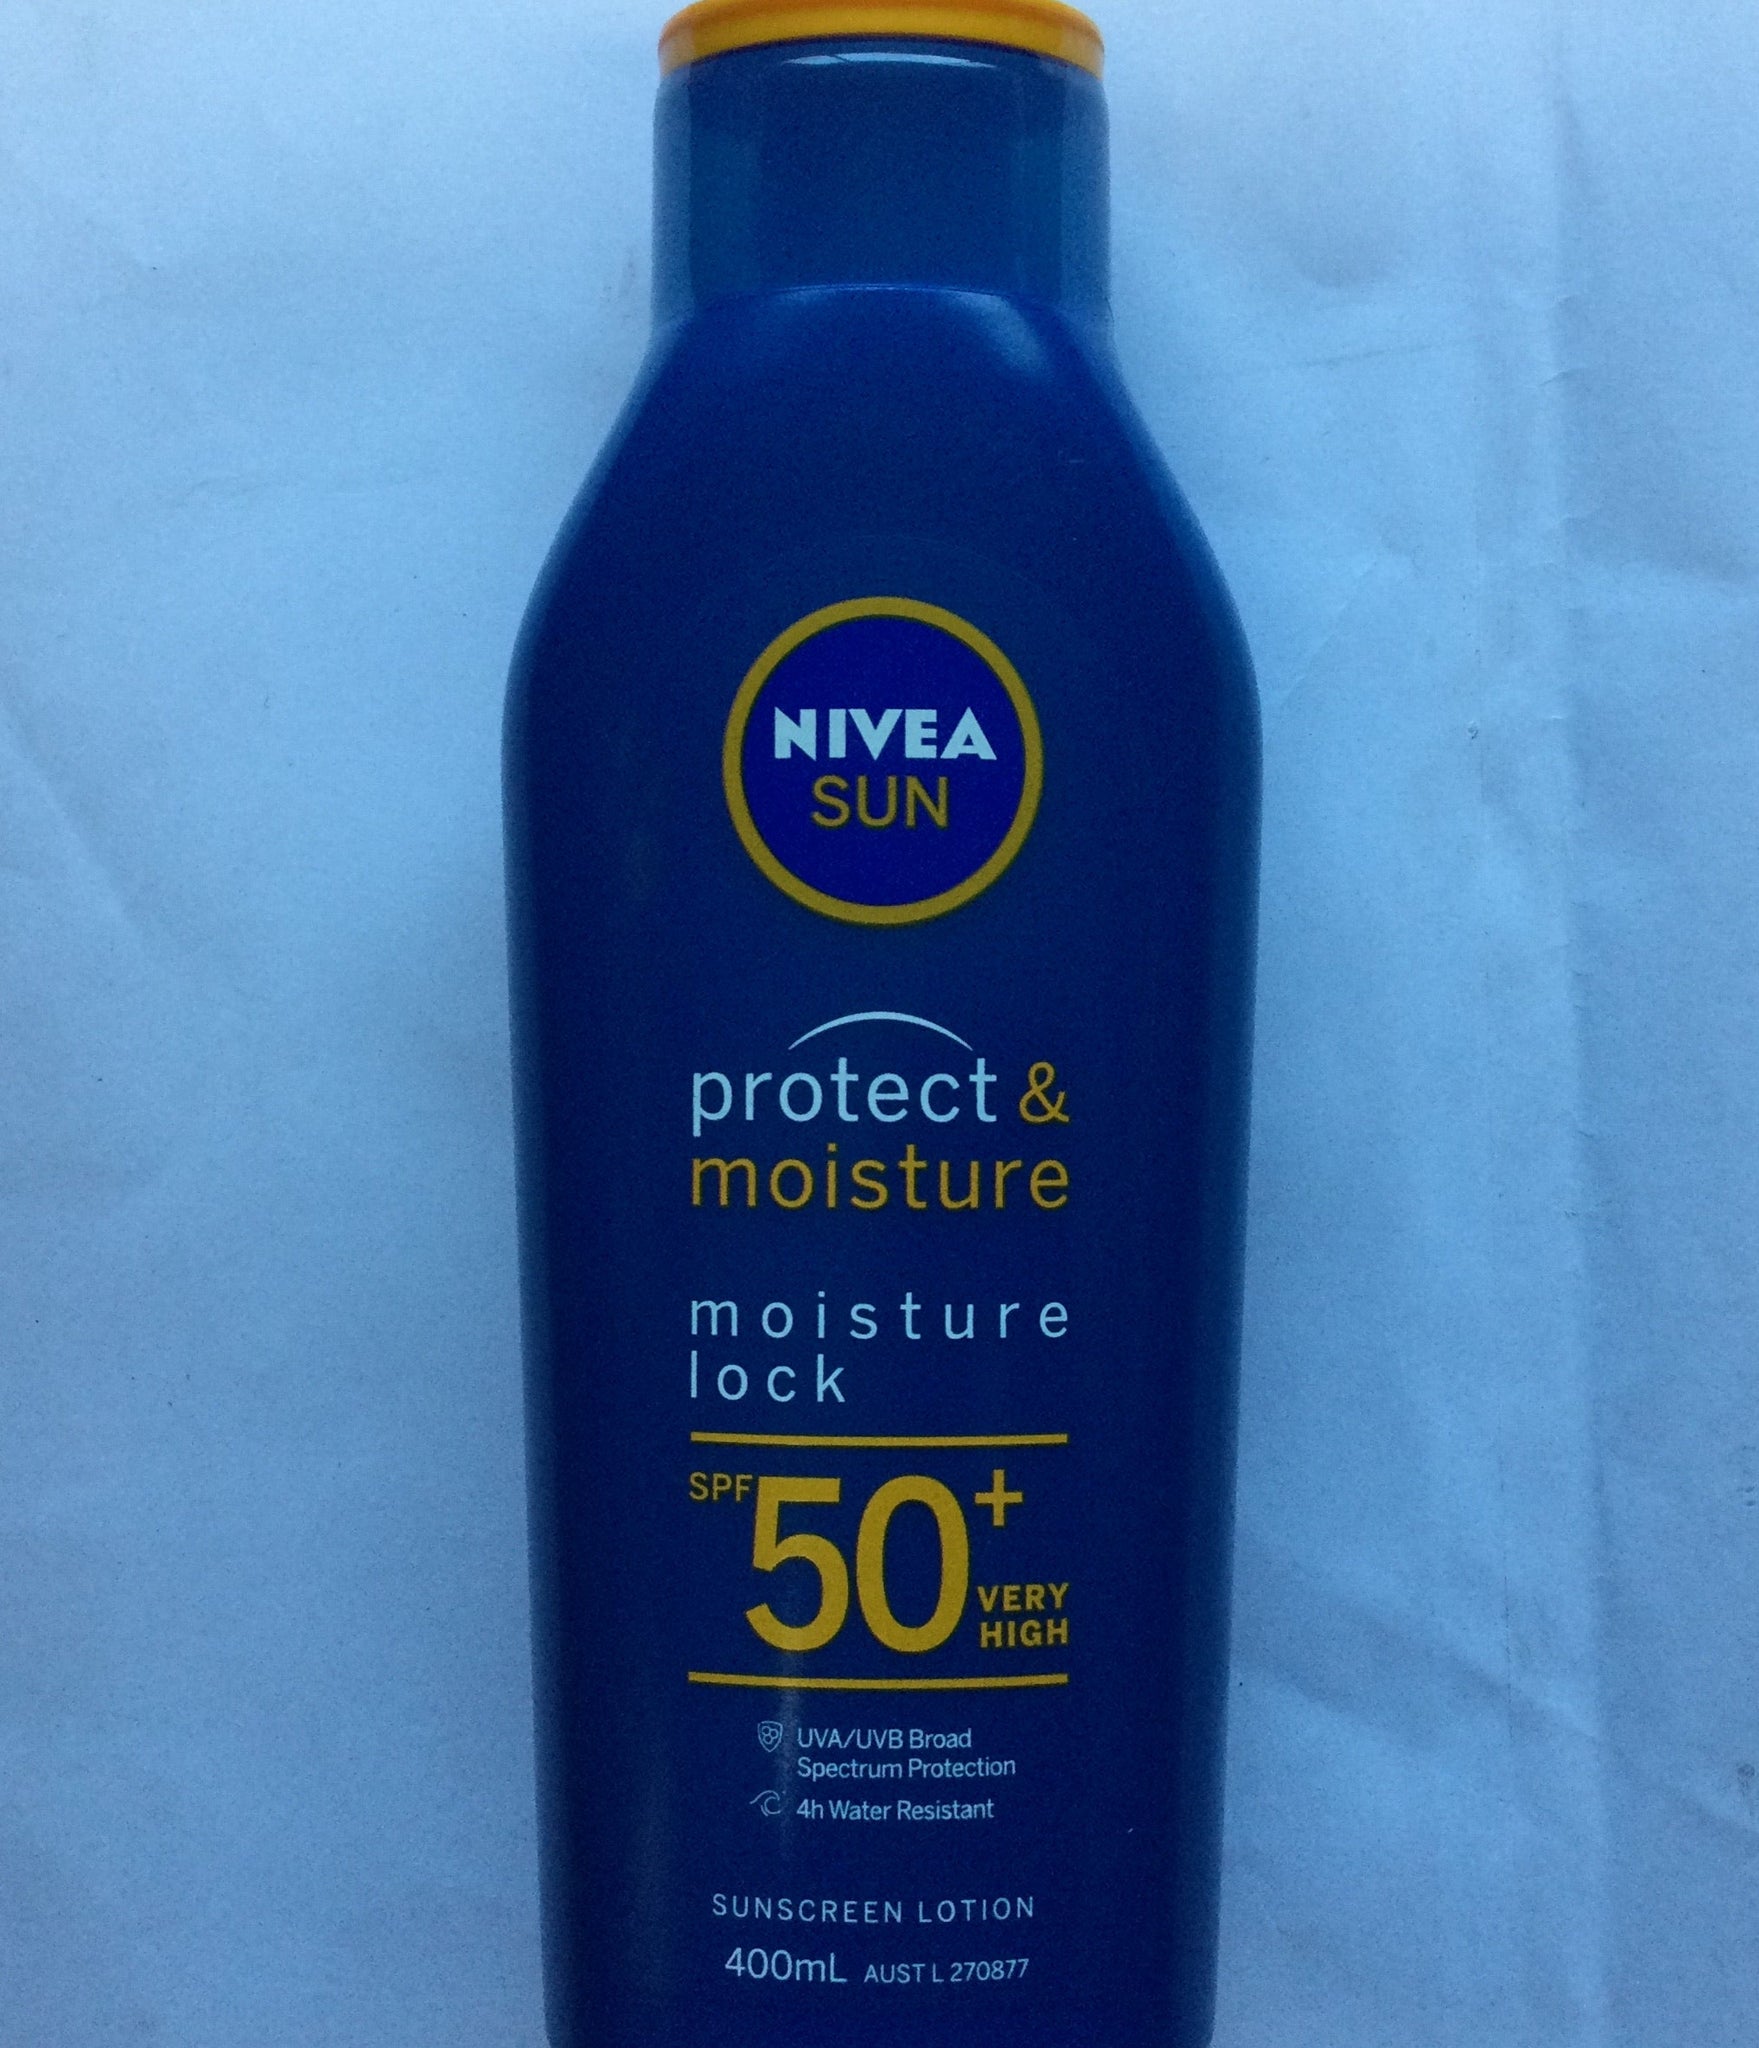 NIVEA
SUN
protect &
moisture
moisture
lock
SPF 50+
VERY
HIGH
UVA/UVB Broad
Spectrum Protection
4h Water Resistant
SUNSCREEN LOTION
400mL AUST L 270877